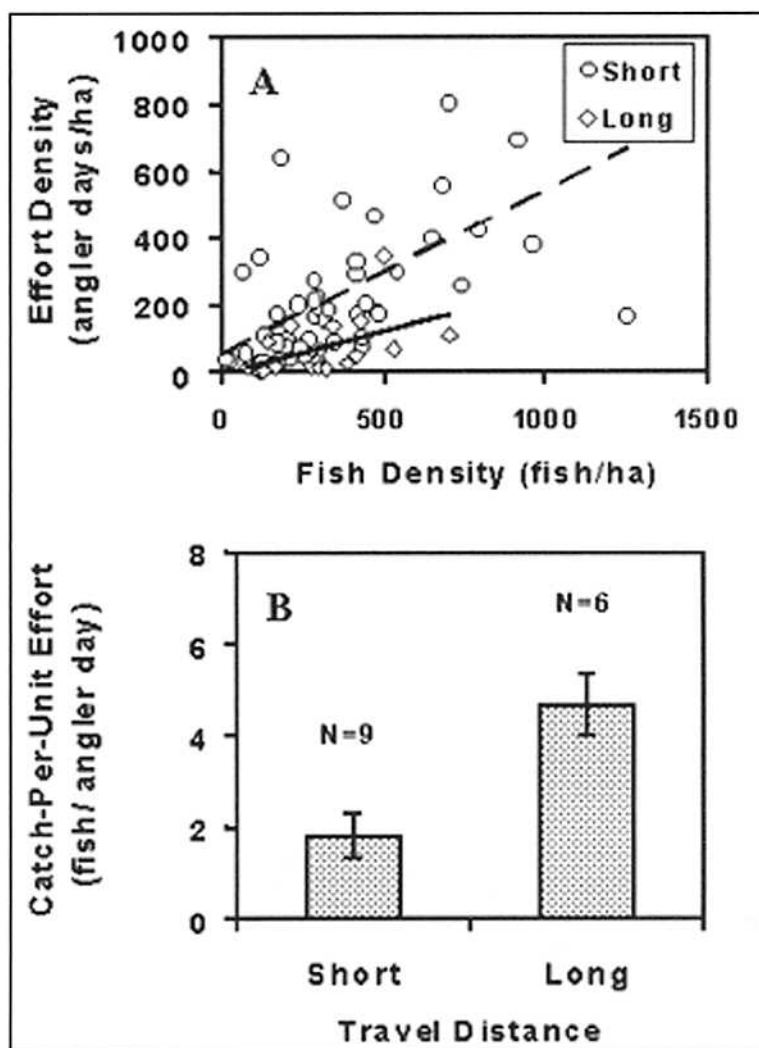 1000
800
600
400
200
0
Effort Density
(angler days/ha)
A
Short
Long
0 500 1000 1500
Fish Density (fish/ha)
8
6
4
2
0
Catch-Per-Unit Effort
(fish/ angler day)
B
N=9
N=6
Short Long
Travel Distance